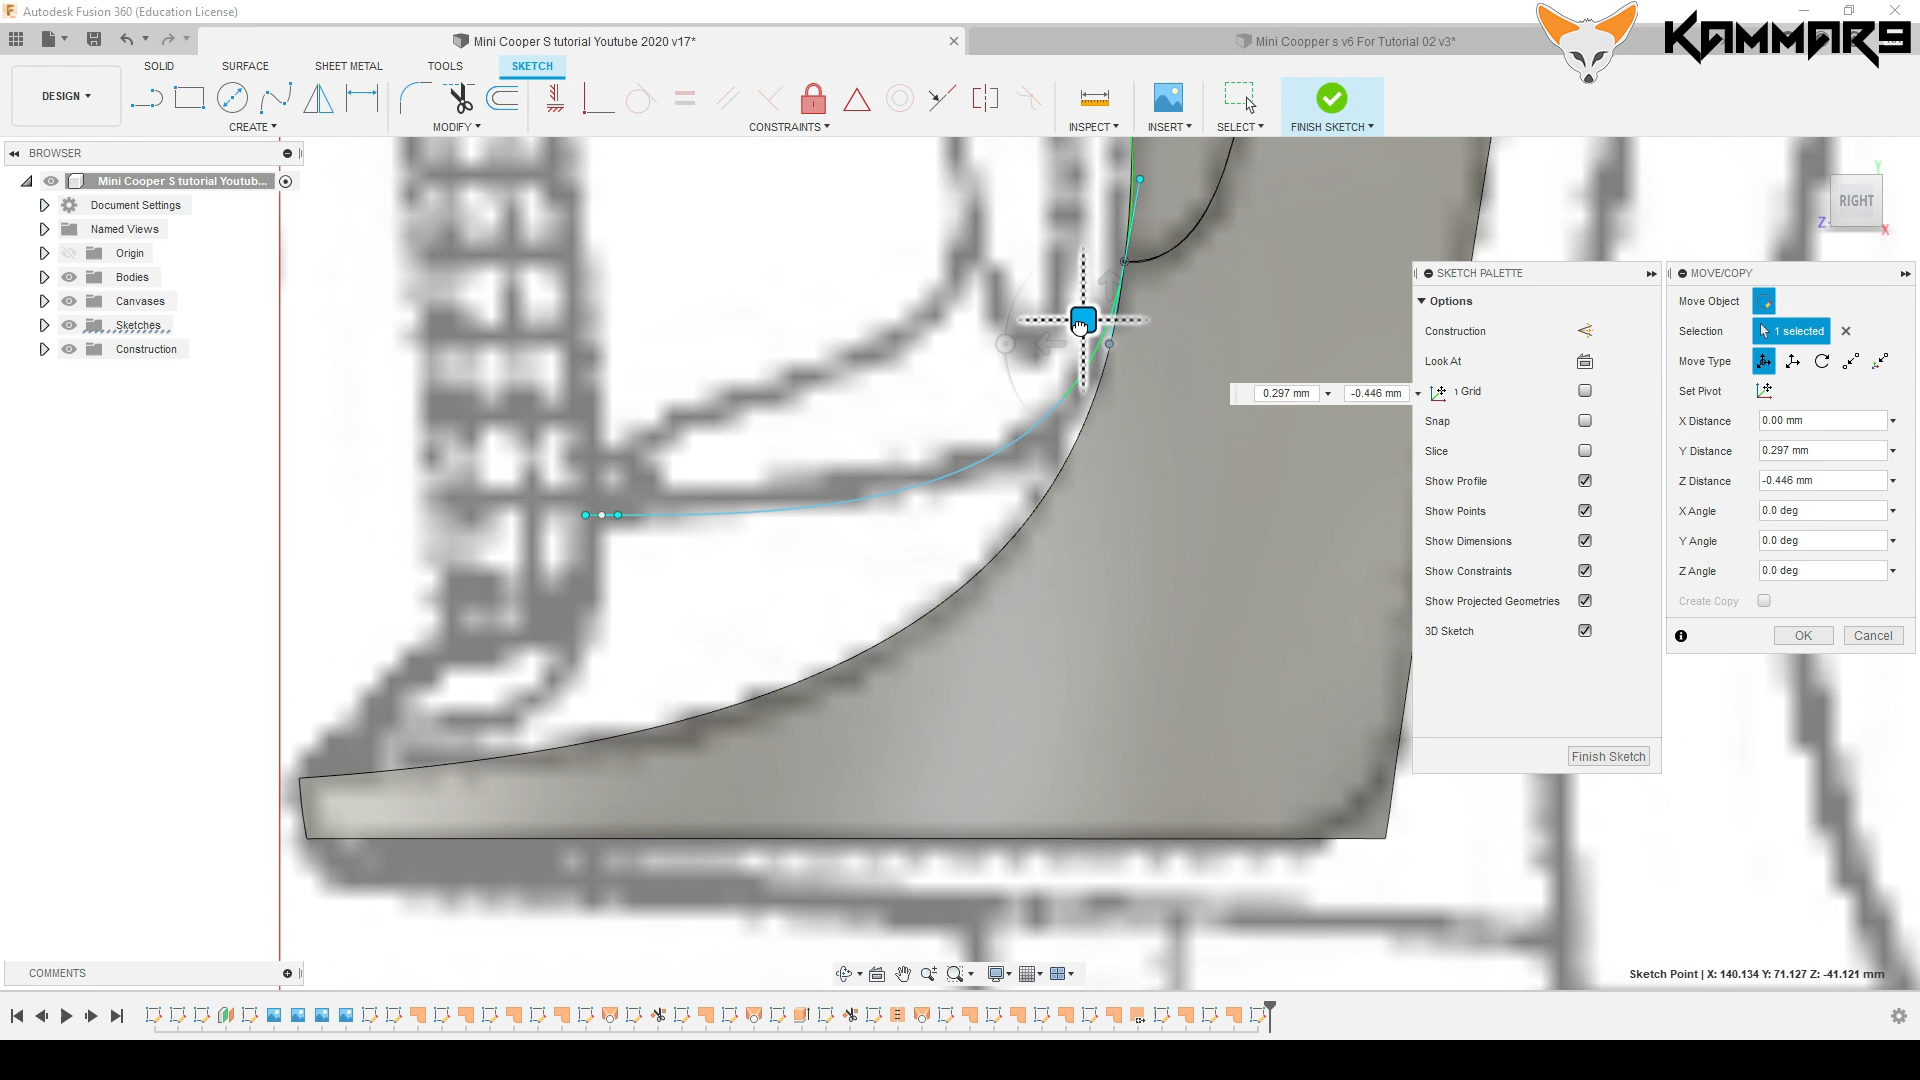 Autodesk Fusion 360 (Education License)
KAMMAR9
Mini Cooper S tutorial Youtube 2020 v17*
Mini Coopper s v6 For Tutorial 02 v3*
SOLID
SURFACE
SHEET METAL
TOOLS
SKETCH
DESIGN
CREATE
MODIFY
CONSTRAINTS
INSPECT
INSERT
SELECT
FINISH SKETCH
BROWSER
Mini Cooper S tutorial Youtub...
Document Settings
Named Views
Origin
Bodies
Canvases
Sketches
Construction
Y
RIGHT
Z
X
SKETCH PALETTE
Options
Construction
Look At
Grid
Snap
Slice
Show Profile
Show Points
Show Dimensions
Show Constraints
Show Projected Geometries
3D Sketch
Finish Sketch
0.297 mm
-0.446 mm
MOVE/COPY
Move Object
Selection
1 selected
Move Type
Set Pivot
X Distance
0.00 mm
Y Distance
0.297 mm
Z Distance
-0.446 mm
X Angle
0.0 deg
Y Angle
0.0 deg
Z Angle
0.0 deg
Create Copy
OK
Cancel
COMMENTS
Sketch Point | X: 140.134 Y: 71.127 Z: -41.121 mm